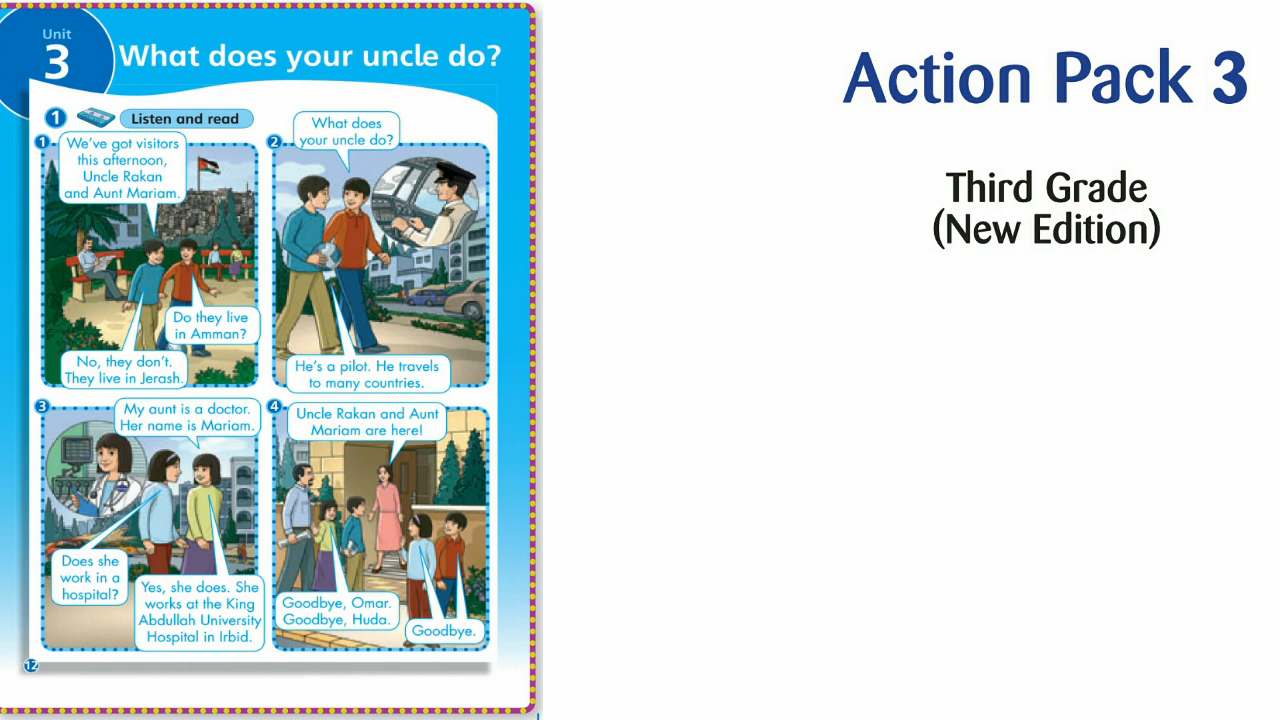 Unit
3
What does your uncle do?
1
Listen and read
1
We've got visitors
this afternoon,
Uncle Rakan
and Aunt Mariam.
Do they live
in Amman?
No, they don't.
They live in Jerash.
2
What does
your uncle do?
He's a pilot. He travels
to many countries.
3
My aunt is a doctor.
Her name is Mariam.
Does she
work in a
hospital?
Yes, she does. She
works at the King
Abdullah University
Hospital in Irbid.
4
Uncle Rakan and Aunt
Mariam are here!
Goodbye, Omar.
Goodbye, Huda.
Goodbye.
12
Action Pack 3
Third Grade
(New Edition)